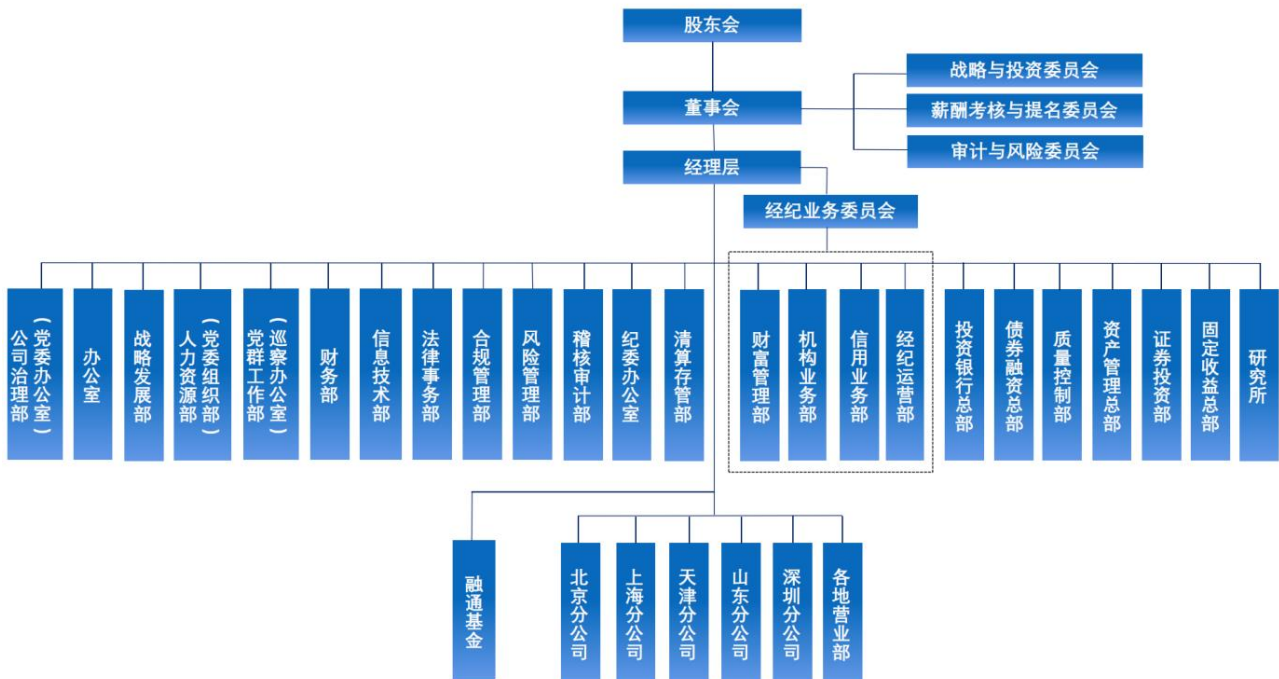 股东会
董事会
战略与投资委员会
薪酬考核与提名委员会
审计与风险委员会
经理层
经纪业务委员会
公司治理部
(党委办公室)
办公室
战略发展部
人力资源部
(党委组织部)
党群工作部
(巡察办公室)
财务部
信息技术部
法律事务部
合规管理部
风险管理部
稽核审计部
纪委办公室
清算存管部
财富管理部
机构业务部
信用业务部
经纪运营部
投资银行总部
债券融资总部
质量控制部
资产管理总部
证券投资部
固定收益总部
研究所
融通基金
北京分公司
上海分公司
天津分公司
山东分公司
深圳分公司
各地营业部